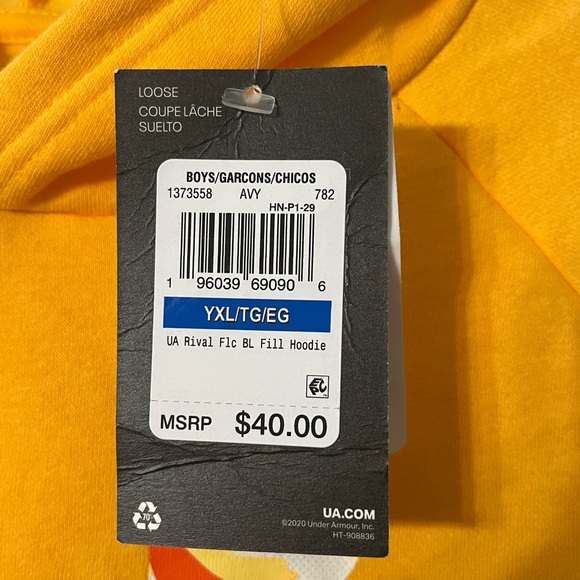 LOOSE
COUPE LÂCHE
SUELTO
BOYS/GARCONS/CHICOS
1373558 AVY 782
HN-P1-29
1 96039 69090 6
YXL/TG/EG
UA Rival Flc BL Fill Hoodie
MSRP $40.00
70%
UA.COM
©2020 Under Armour, Inc.
HT-908836